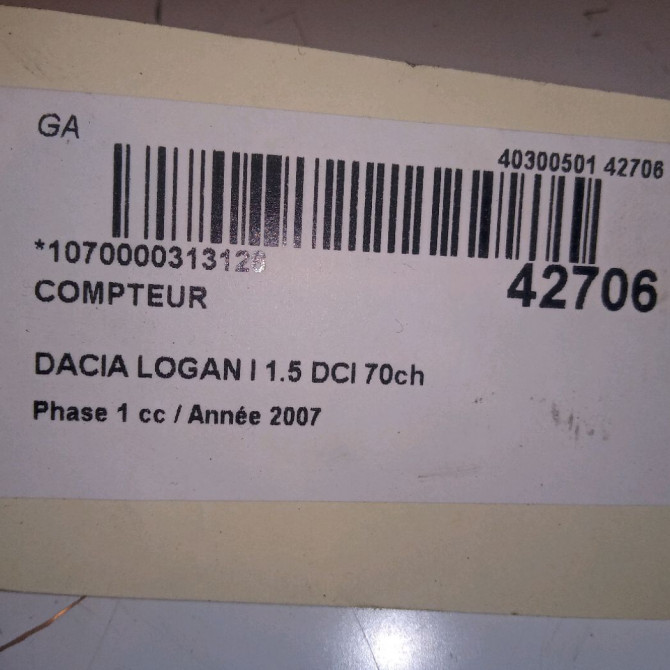 GA
40300501 42706
42706
COMPTEUR
DACIA LOGAN I 1.5 DCI 70ch
Phase 1 cc / Année 2007